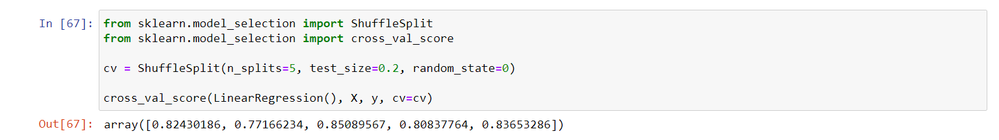 In [67]: from sklearn.model_selection import ShuffleSplit
from sklearn.model_selection import cross_val_score
cv = ShuffleSplit(n_splits=5, test_size=0.2, random_state=0)
cross_val_score(LinearRegression(), X, y, cv=cv)
Out[67]: array([0.82430186, 0.77166234, 0.85089567, 0.80837764, 0.83653286])